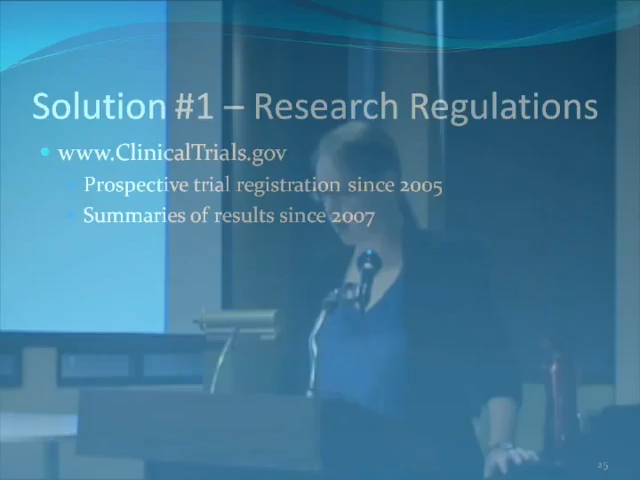 Solution #1 – Research Regulations
www.ClinicalTrials.gov
Prospective trial registration since 2005
Summaries of results since 2007
25